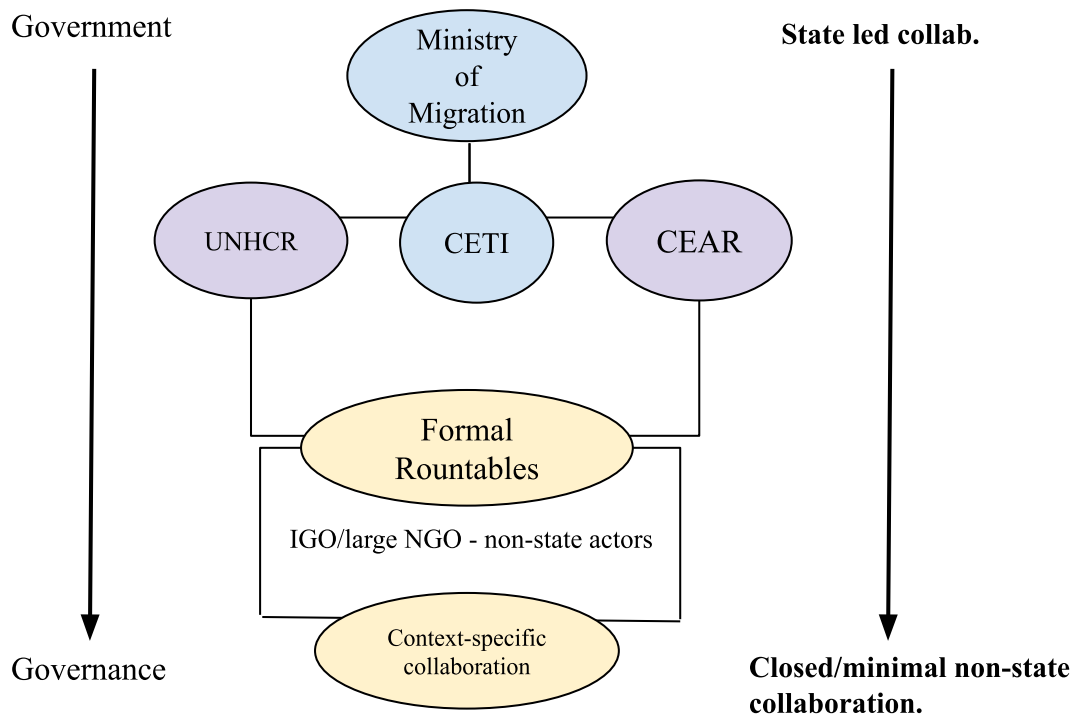 Government
State led collab.
Ministry
of
Migration
UNHCR
CETI
CEAR
Formal
Rountables
IGO/large NGO - non-state actors
Context-specific
collaboration
Governance
Closed/minimal non-state
collaboration.